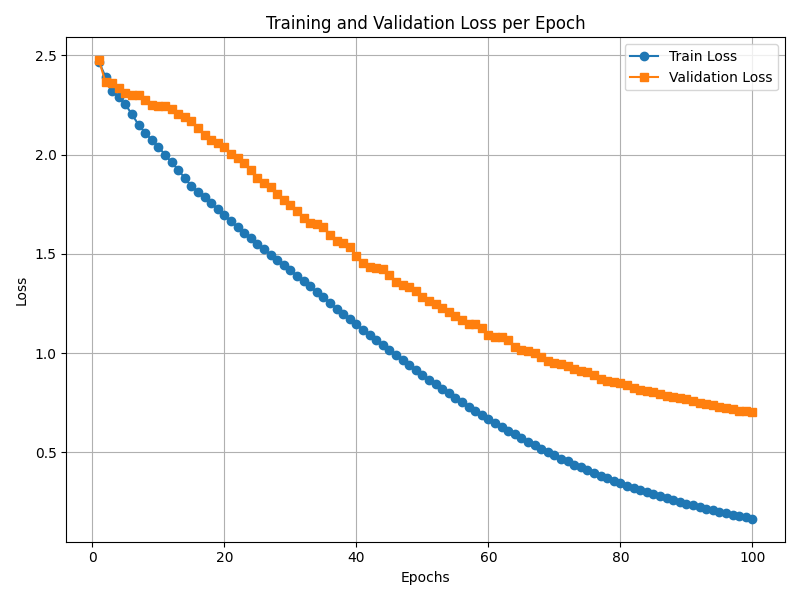 Training and Validation Loss per Epoch
Train Loss
Validation Loss
2.5
2.0
1.5
1.0
0.5
Loss
0 20 40 60 80 100
Epochs